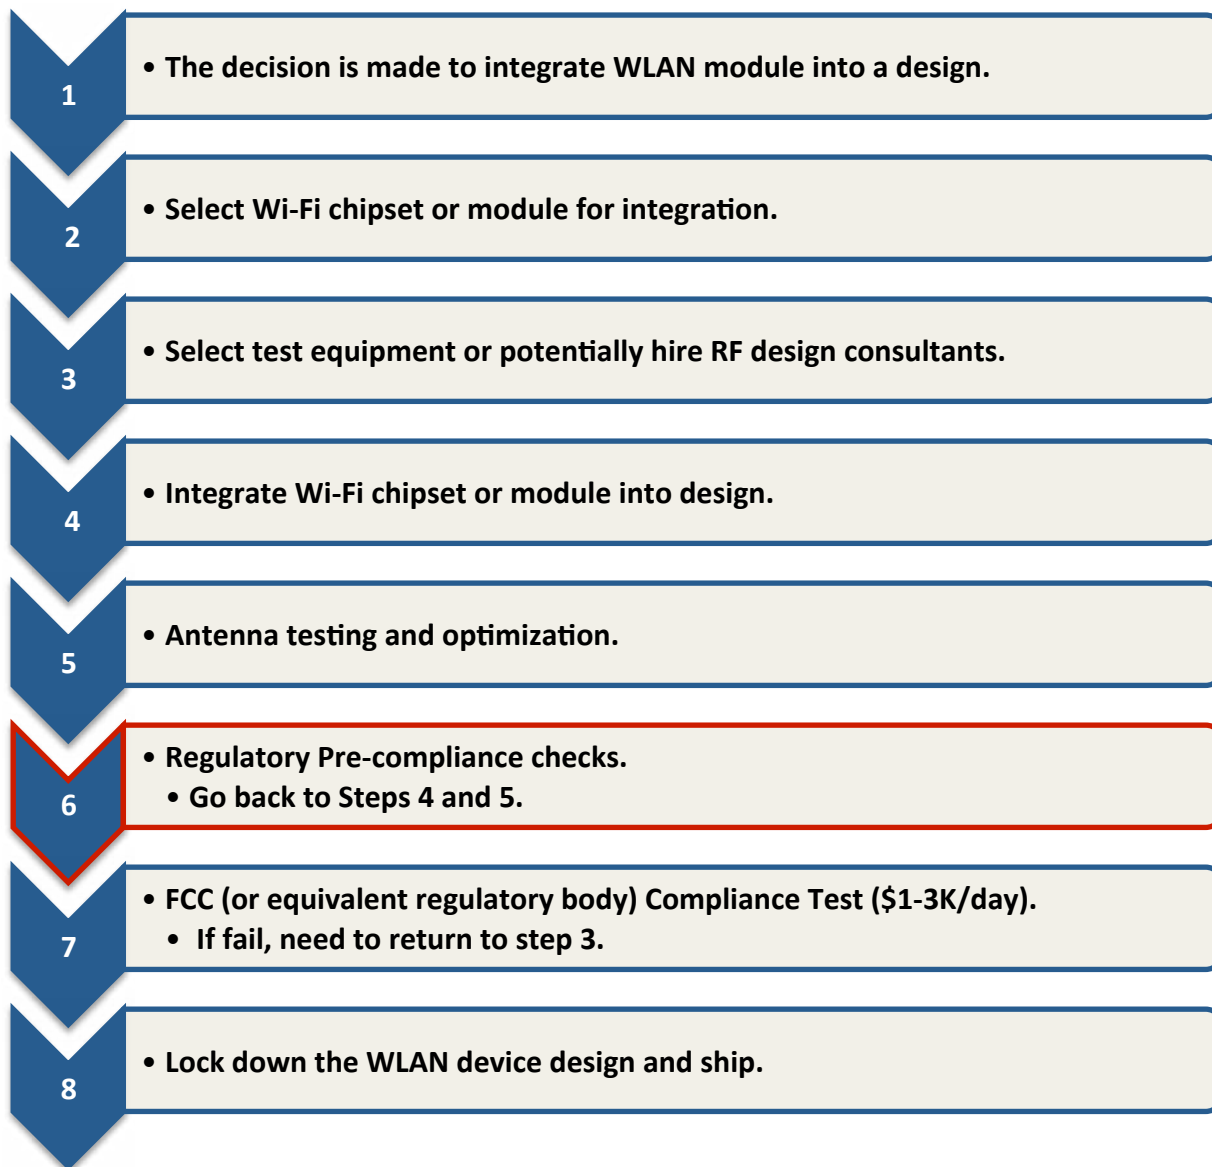 1
• The decision is made to integrate WLAN module into a design.
2
• Select Wi-Fi chipset or module for integration.
3
• Select test equipment or potentially hire RF design consultants.
4
• Integrate Wi-Fi chipset or module into design.
5
• Antenna testing and optimization.
6
• Regulatory Pre-compliance checks.
• Go back to Steps 4 and 5.
7
• FCC (or equivalent regulatory body) Compliance Test ($1-3K/day).
• If fail, need to return to step 3.
8
• Lock down the WLAN device design and ship.